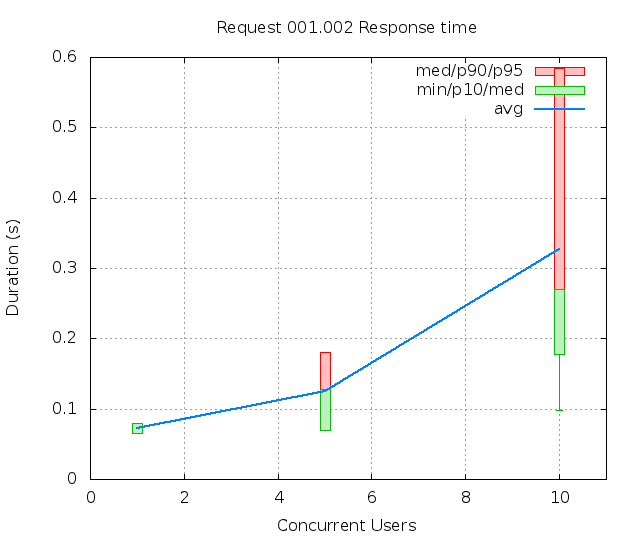 Request 001.002 Response time
0.6
0.5
0.4
0.3
0.2
0.1
0
med/p90/p95
min/p10/med
avg
Duration (s)
0 2 4 6 8 10
Concurrent Users